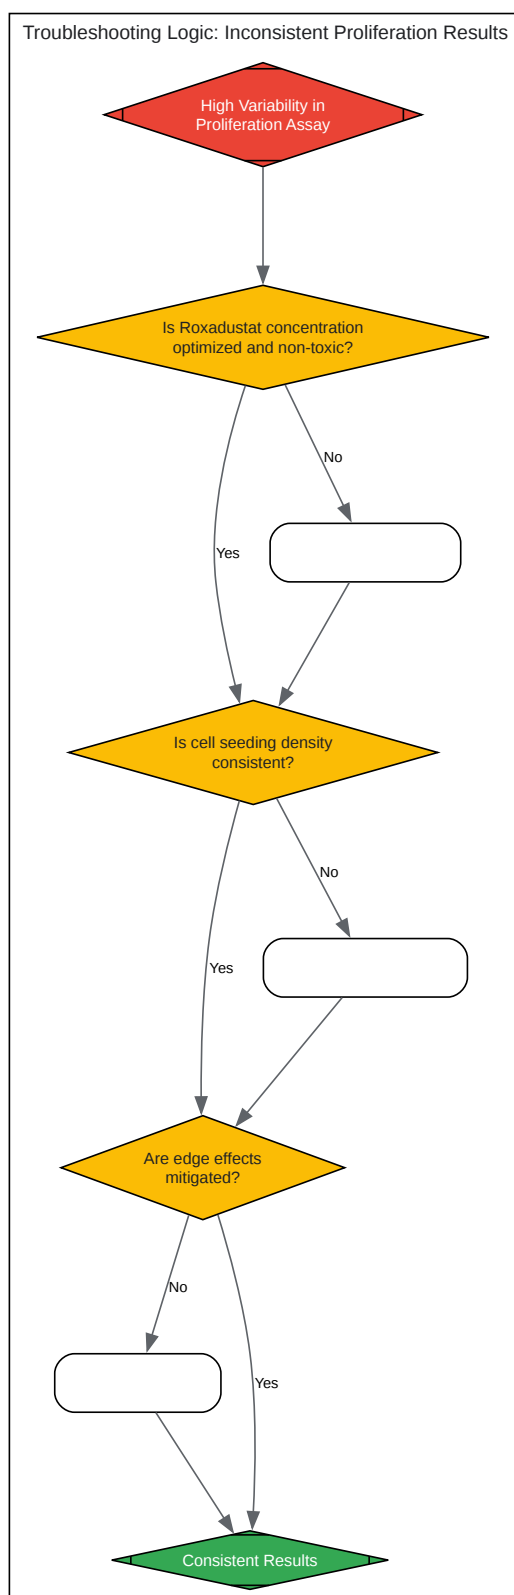 Troubleshooting Logic: Inconsistent Proliferation Results
High Variability in
Proliferation Assay
Is Roxadustat concentration
optimized and non-toxic?
No
Yes
Is cell seeding density
consistent?
No
Yes
Are edge effects
mitigated?
No
Yes
Consistent Results